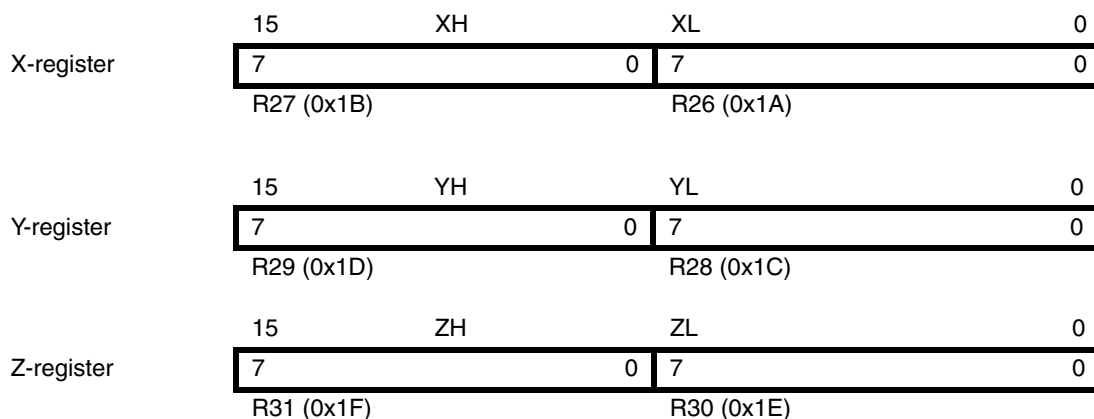 15 XH XL 0
X-register 7 0 7 0
R27 (0x1B) R26 (0x1A)
15 YH YL 0
Y-register 7 0 7 0
R29 (0x1D) R28 (0x1C)
15 ZH ZL 0
Z-register 7 0 7 0
R31 (0x1F) R30 (0x1E)